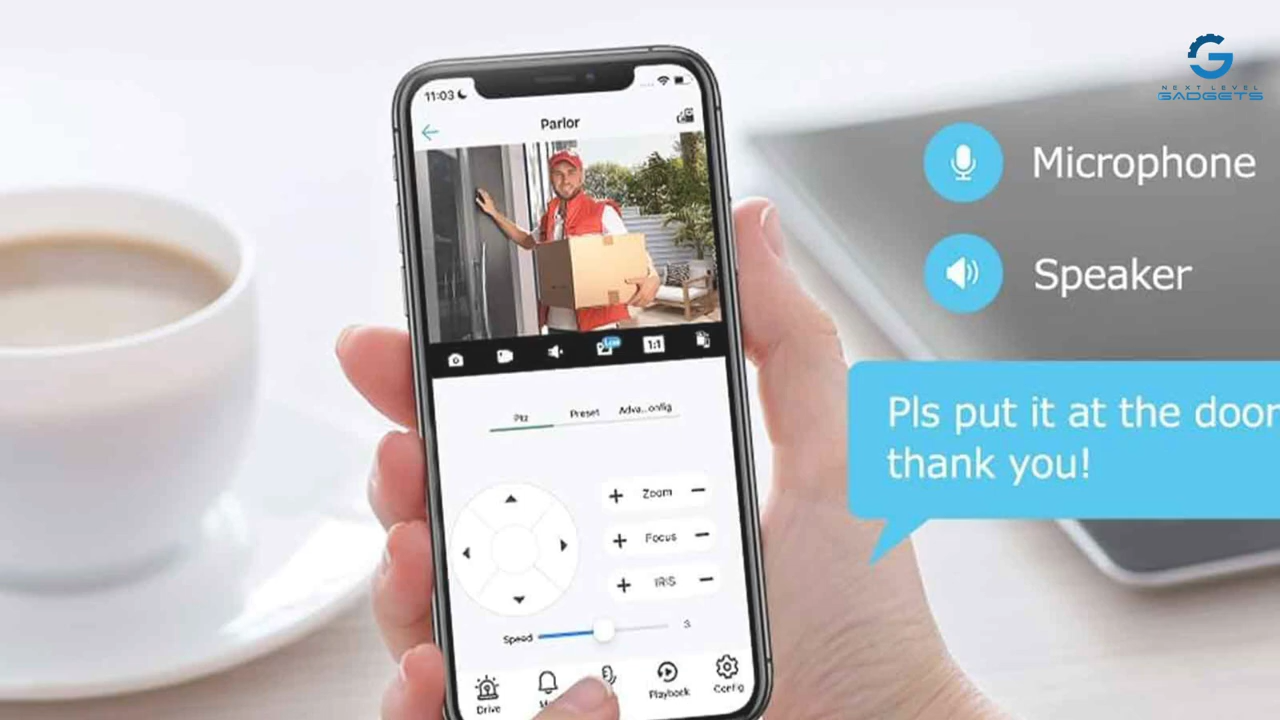 NEXT LEVEL
GADGETS
11:03
Parlor
Microphone
Speaker
Live
1:1
Ptz
Preset
Adva...onfig
Pls put it at the door
thank you!
+ Zoom −
+ Focus −
+ IRIS −
Speed
3
Drive
Playback
Config